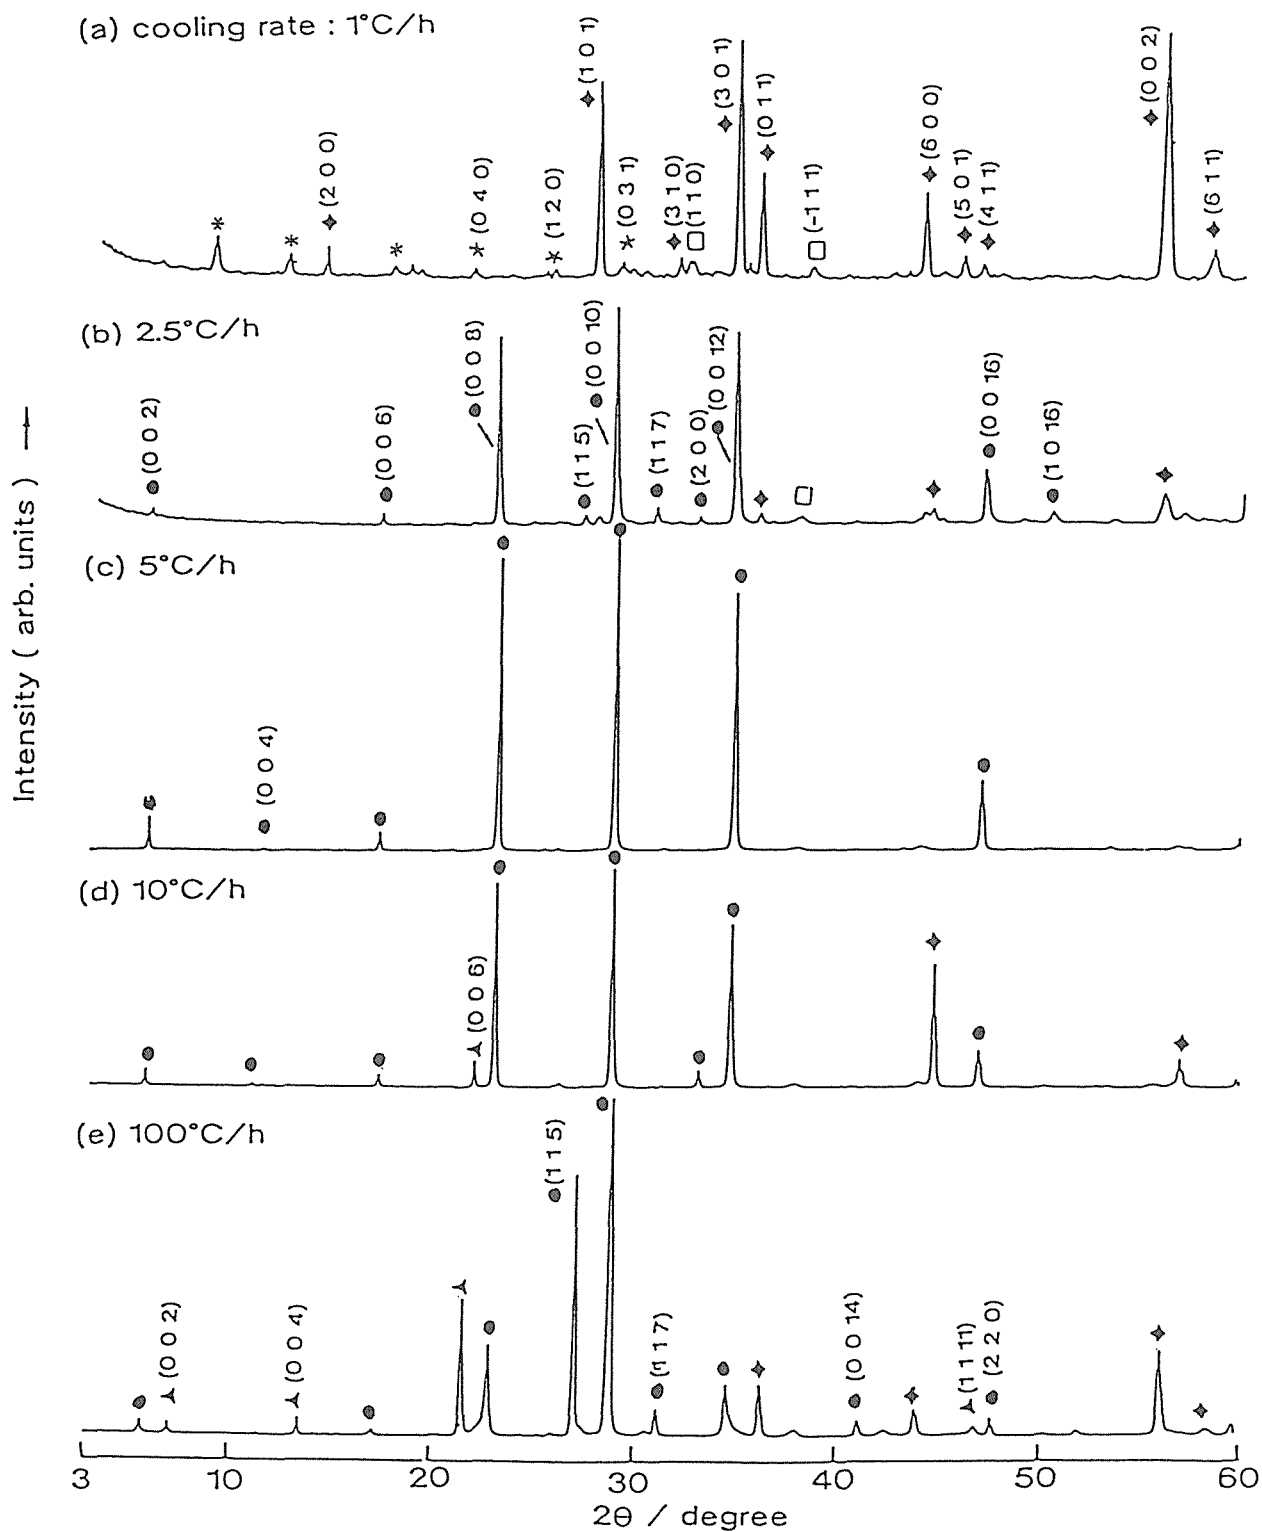 (a) cooling rate : 1°C/h
(2 0 0)
(0 4 0)
(1 2 0)
(1 0 1)
(0 3 1)
(3 1 0)
(1 1 0)
(3 0 1)
(0 1 1)
(-1 1 1)
(6 0 0)
(5 0 1)
(4 1 1)
(0 0 2)
(6 1 1)
(b) 2.5°C/h
(0 0 2)
(0 0 6)
(0 0 8)
(1 1 5)
(0 0 10)
(1 1 7)
(2 0 0)
(0 0 12)
(0 0 16)
(1 0 16)
(c) 5°C/h
(0 0 4)
(d) 10°C/h
(0 0 6)
(e) 100°C/h
(0 0 2)
(0 0 4)
(1 1 5)
(1 1 7)
(0 0 14)
(1 1 11)
(2 2 0)
Intensity ( arb. units )
3 10 20 30 40 50 60
2θ / degree